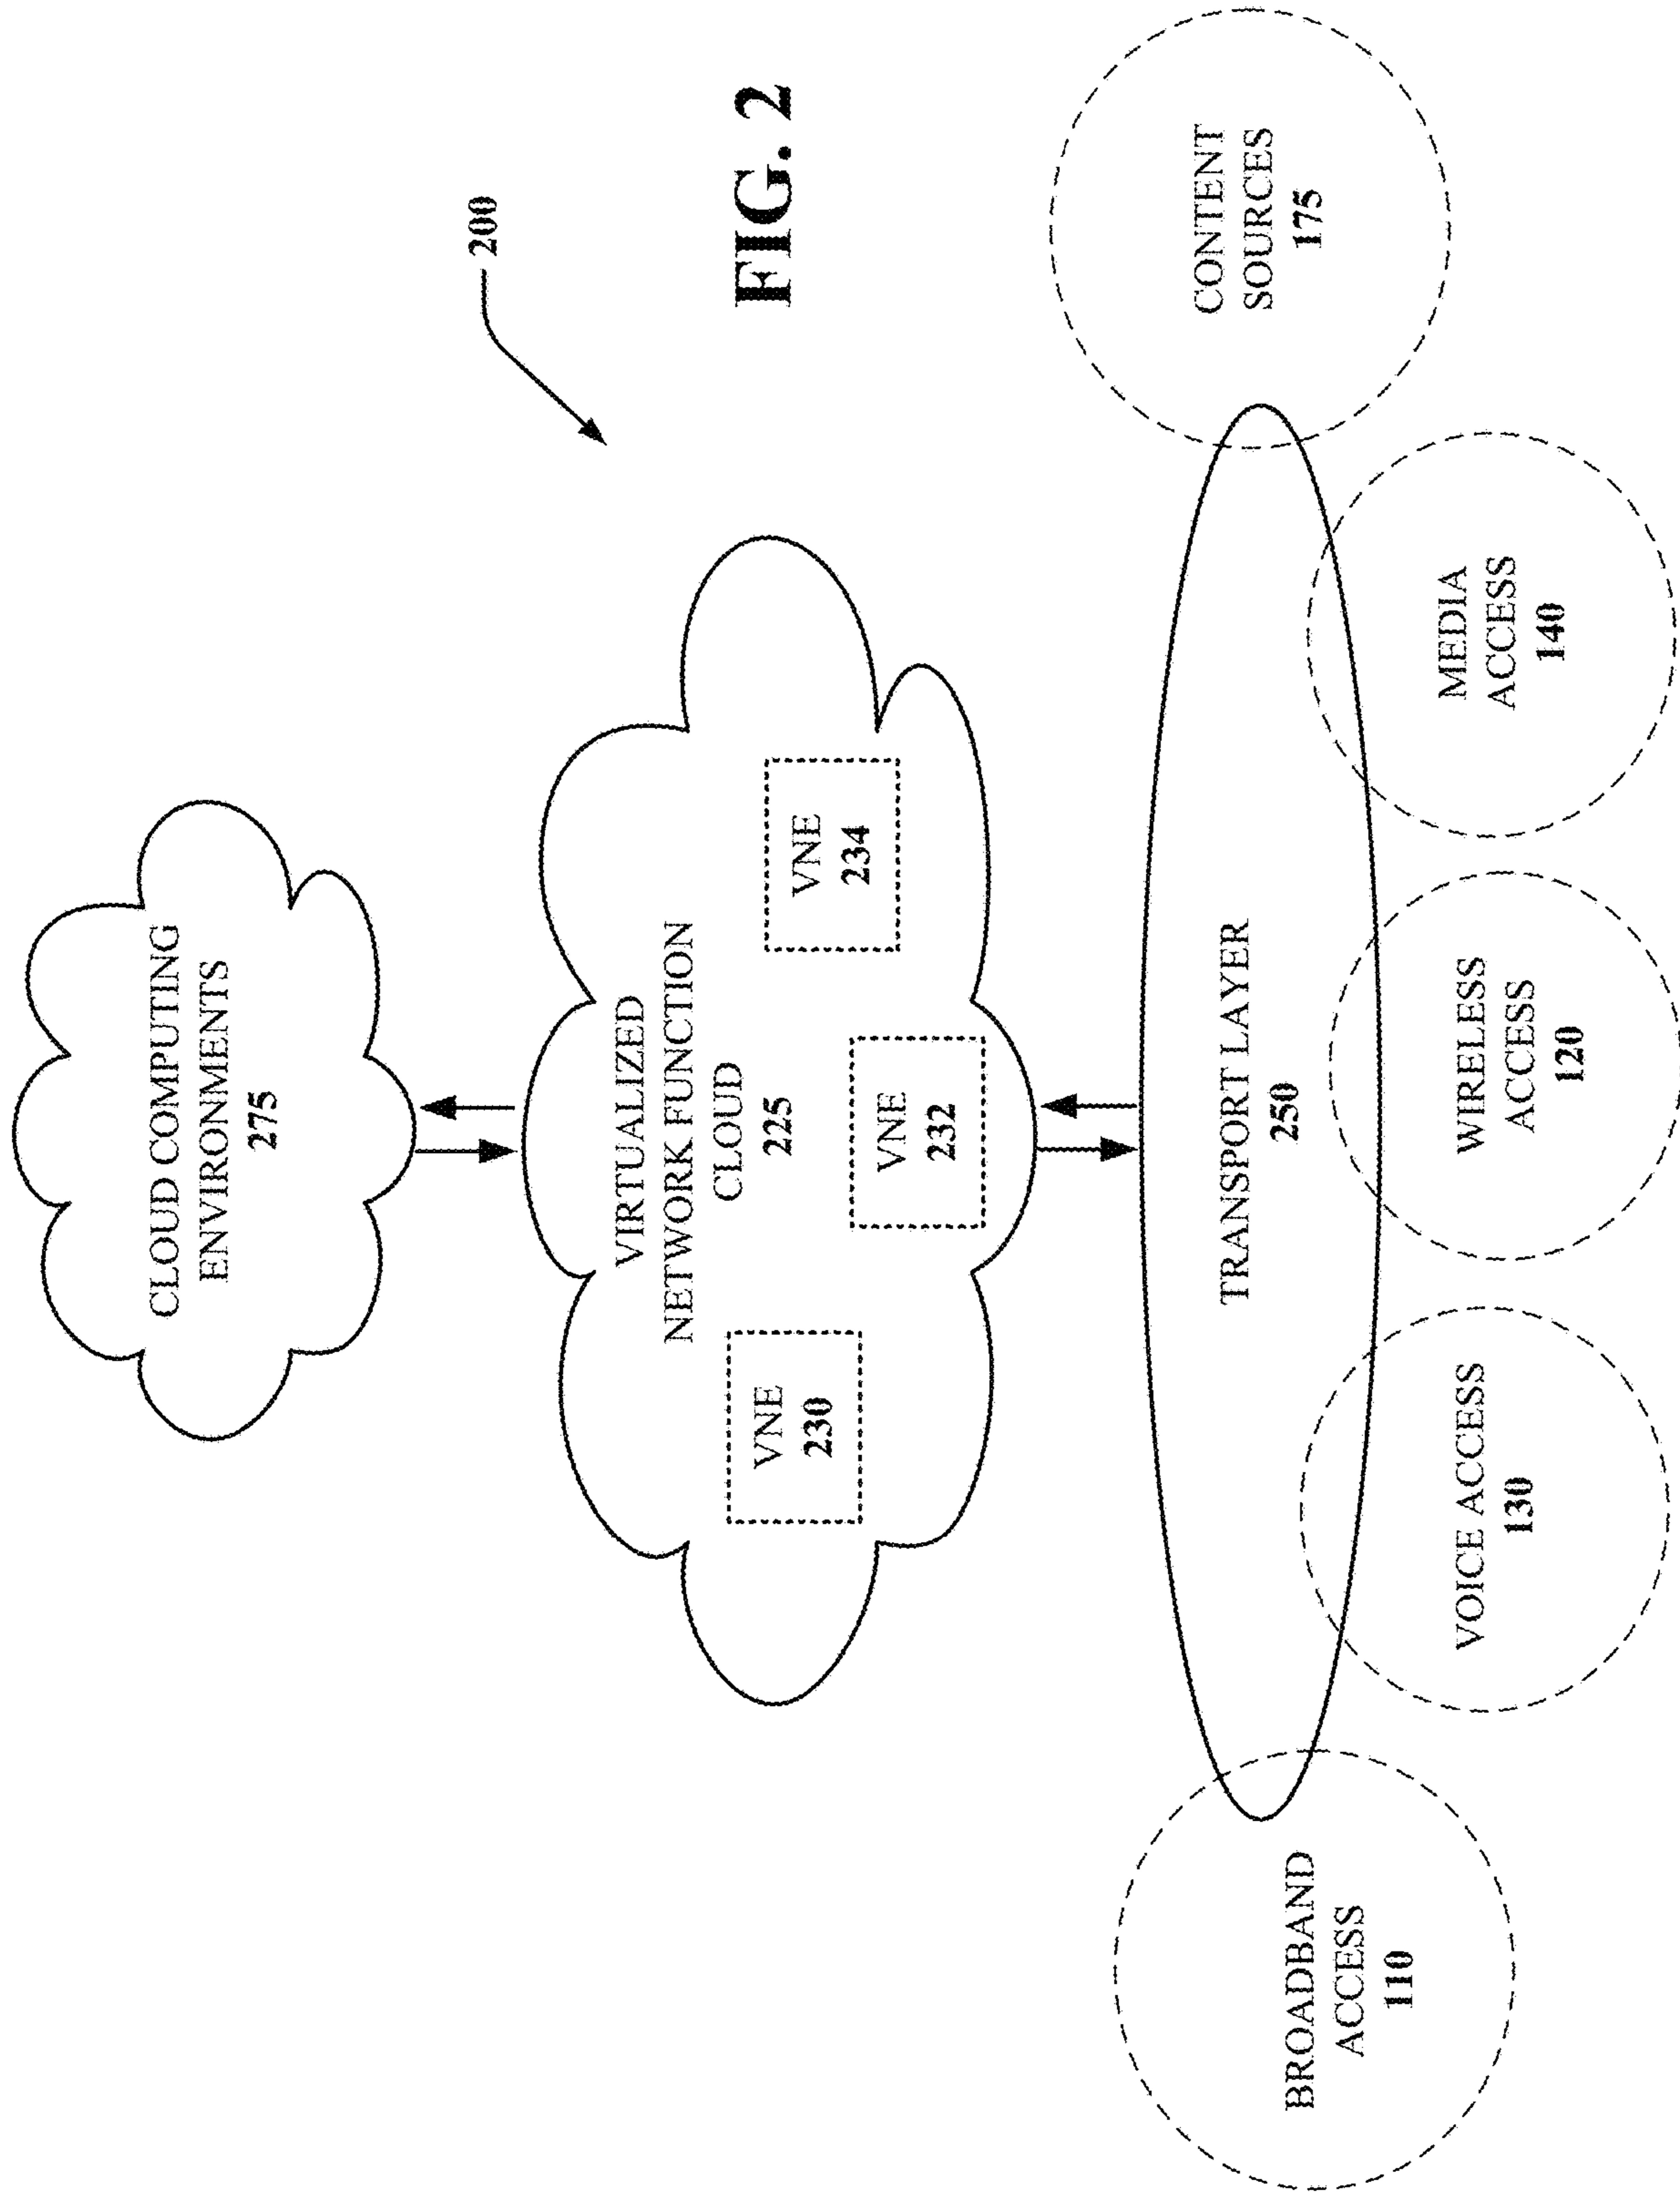 CLOUD COMPUTING
ENVIRONMENTS
275
200
VIRTUALIZED
NETWORK FUNCTION
CLOUD
225
VNE
230
VNE
232
VNE
234
FIG. 2
TRANSPORT LAYER
250
BROADBAND
ACCESS
110
VOICE ACCESS
130
WIRELESS
ACCESS
120
MEDIA
ACCESS
140
CONTENT
SOURCES
175